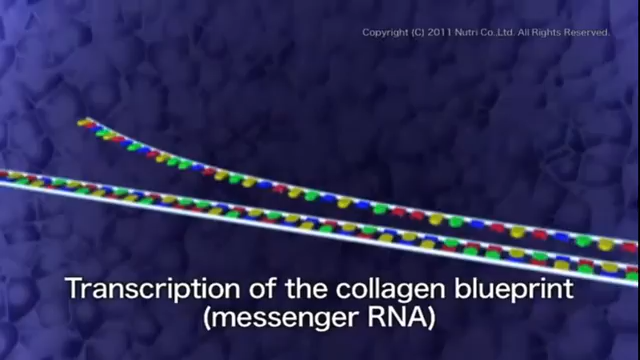 Copyright (C) 2011 Nutri Co.,Ltd. All Rights Reserved.
Transcription of the collagen blueprint
(messenger RNA)